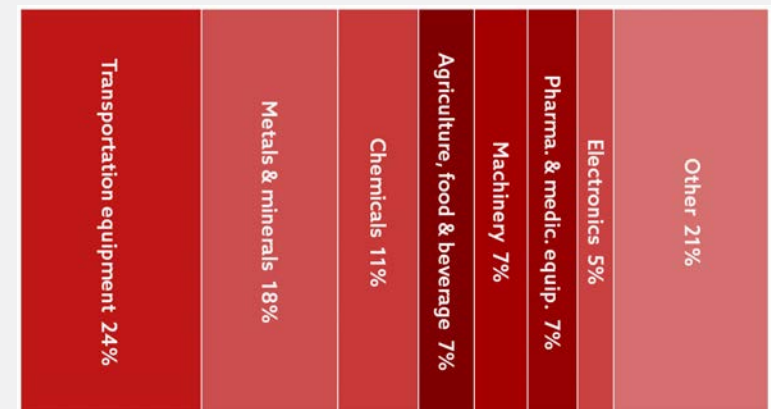 Transportation equipment 24%
Metals & minerals 18%
Chemicals 11%
Agriculture, food & beverage 7%
Machinery 7%
Pharma. & medic. equip. 7%
Electronics 5%
Other 21%